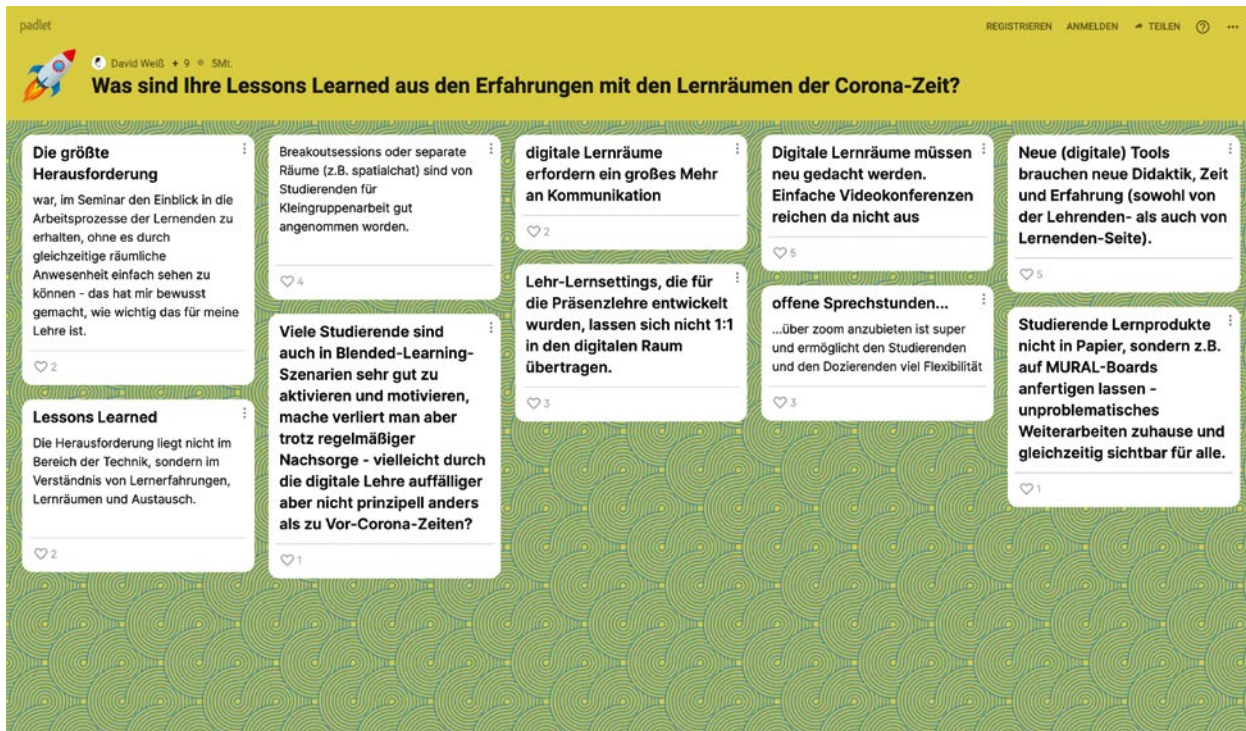 padlet
REGISTRIEREN ANMELDEN TEILEN ? ...
David Weiß + 9 5Mt.
Was sind Ihre Lessons Learned aus den Erfahrungen mit den Lernräumen der Corona-Zeit?
Die größte
Herausforderung
war, im Seminar den Einblick in die
Arbeitsprozesse der Lernenden zu
erhalten, ohne es durch
gleichzeitige räumliche
Anwesenheit einfach sehen zu
können - das hat mir bewusst
gemacht, wie wichtig das für meine
Lehre ist.
2
Lessons Learned
Die Herausforderung liegt nicht im
Bereich der Technik, sondern im
Verständnis von Lernerfahrungen,
Lernräumen und Austausch.
2
Breakoutsessions oder separate
Räume (z.B. spatialchat) sind von
Studierenden für
Kleingruppenarbeit gut
angenommen worden.
4
Viele Studierende sind
auch in Blended-Learning-
Szenarien sehr gut zu
aktivieren und motivieren,
mache verliert man aber
trotz regelmäßiger
Nachsorge - vielleicht durch
die digitale Lehre auffälliger
aber nicht prinzipell anders
als zu Vor-Corona-Zeiten?
1
digitale Lernräume
erfordern ein großes Mehr
an Kommunikation
2
Lehr-Lernsettings, die für
die Präsenzlehre entwickelt
wurden, lassen sich nicht 1:1
in den digitalen Raum
übertragen.
3
Digitale Lernräume müssen
neu gedacht werden.
Einfache Videokonferenzen
reichen da nicht aus
5
offene Sprechstunden...
...über zoom anzubieten ist super
und ermöglicht den Studierenden
und den Dozierenden viel Flexibilität
3
Neue (digitale) Tools
brauchen neue Didaktik, Zeit
und Erfahrung (sowohl von
der Lehrenden- als auch von
Lernenden-Seite).
5
Studierende Lernprodukte
nicht in Papier, sondern z.B.
auf MURAL-Boards
anfertigen lassen -
unproblematisches
Weiterarbeiten zuhause und
gleichzeitig sichtbar für alle.
1